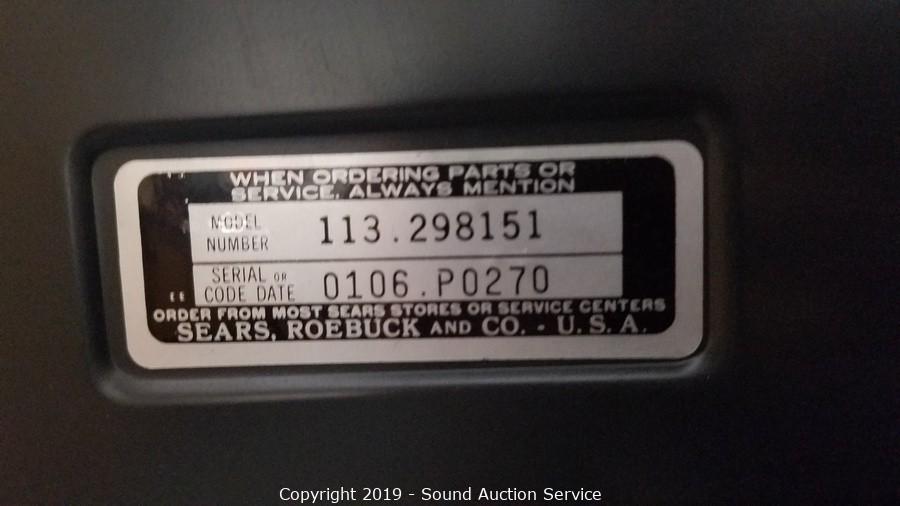 WHEN ORDERING PARTS OR
SERVICE, ALWAYS MENTION
MODEL
NUMBER 113.298151
SERIAL OR
CODE DATE 0106.P0270
ORDER FROM MOST SEARS STORES OR SERVICE CENTERS
SEARS, ROEBUCK AND CO. · U.S.A.
Copyright 2019 - Sound Auction Service